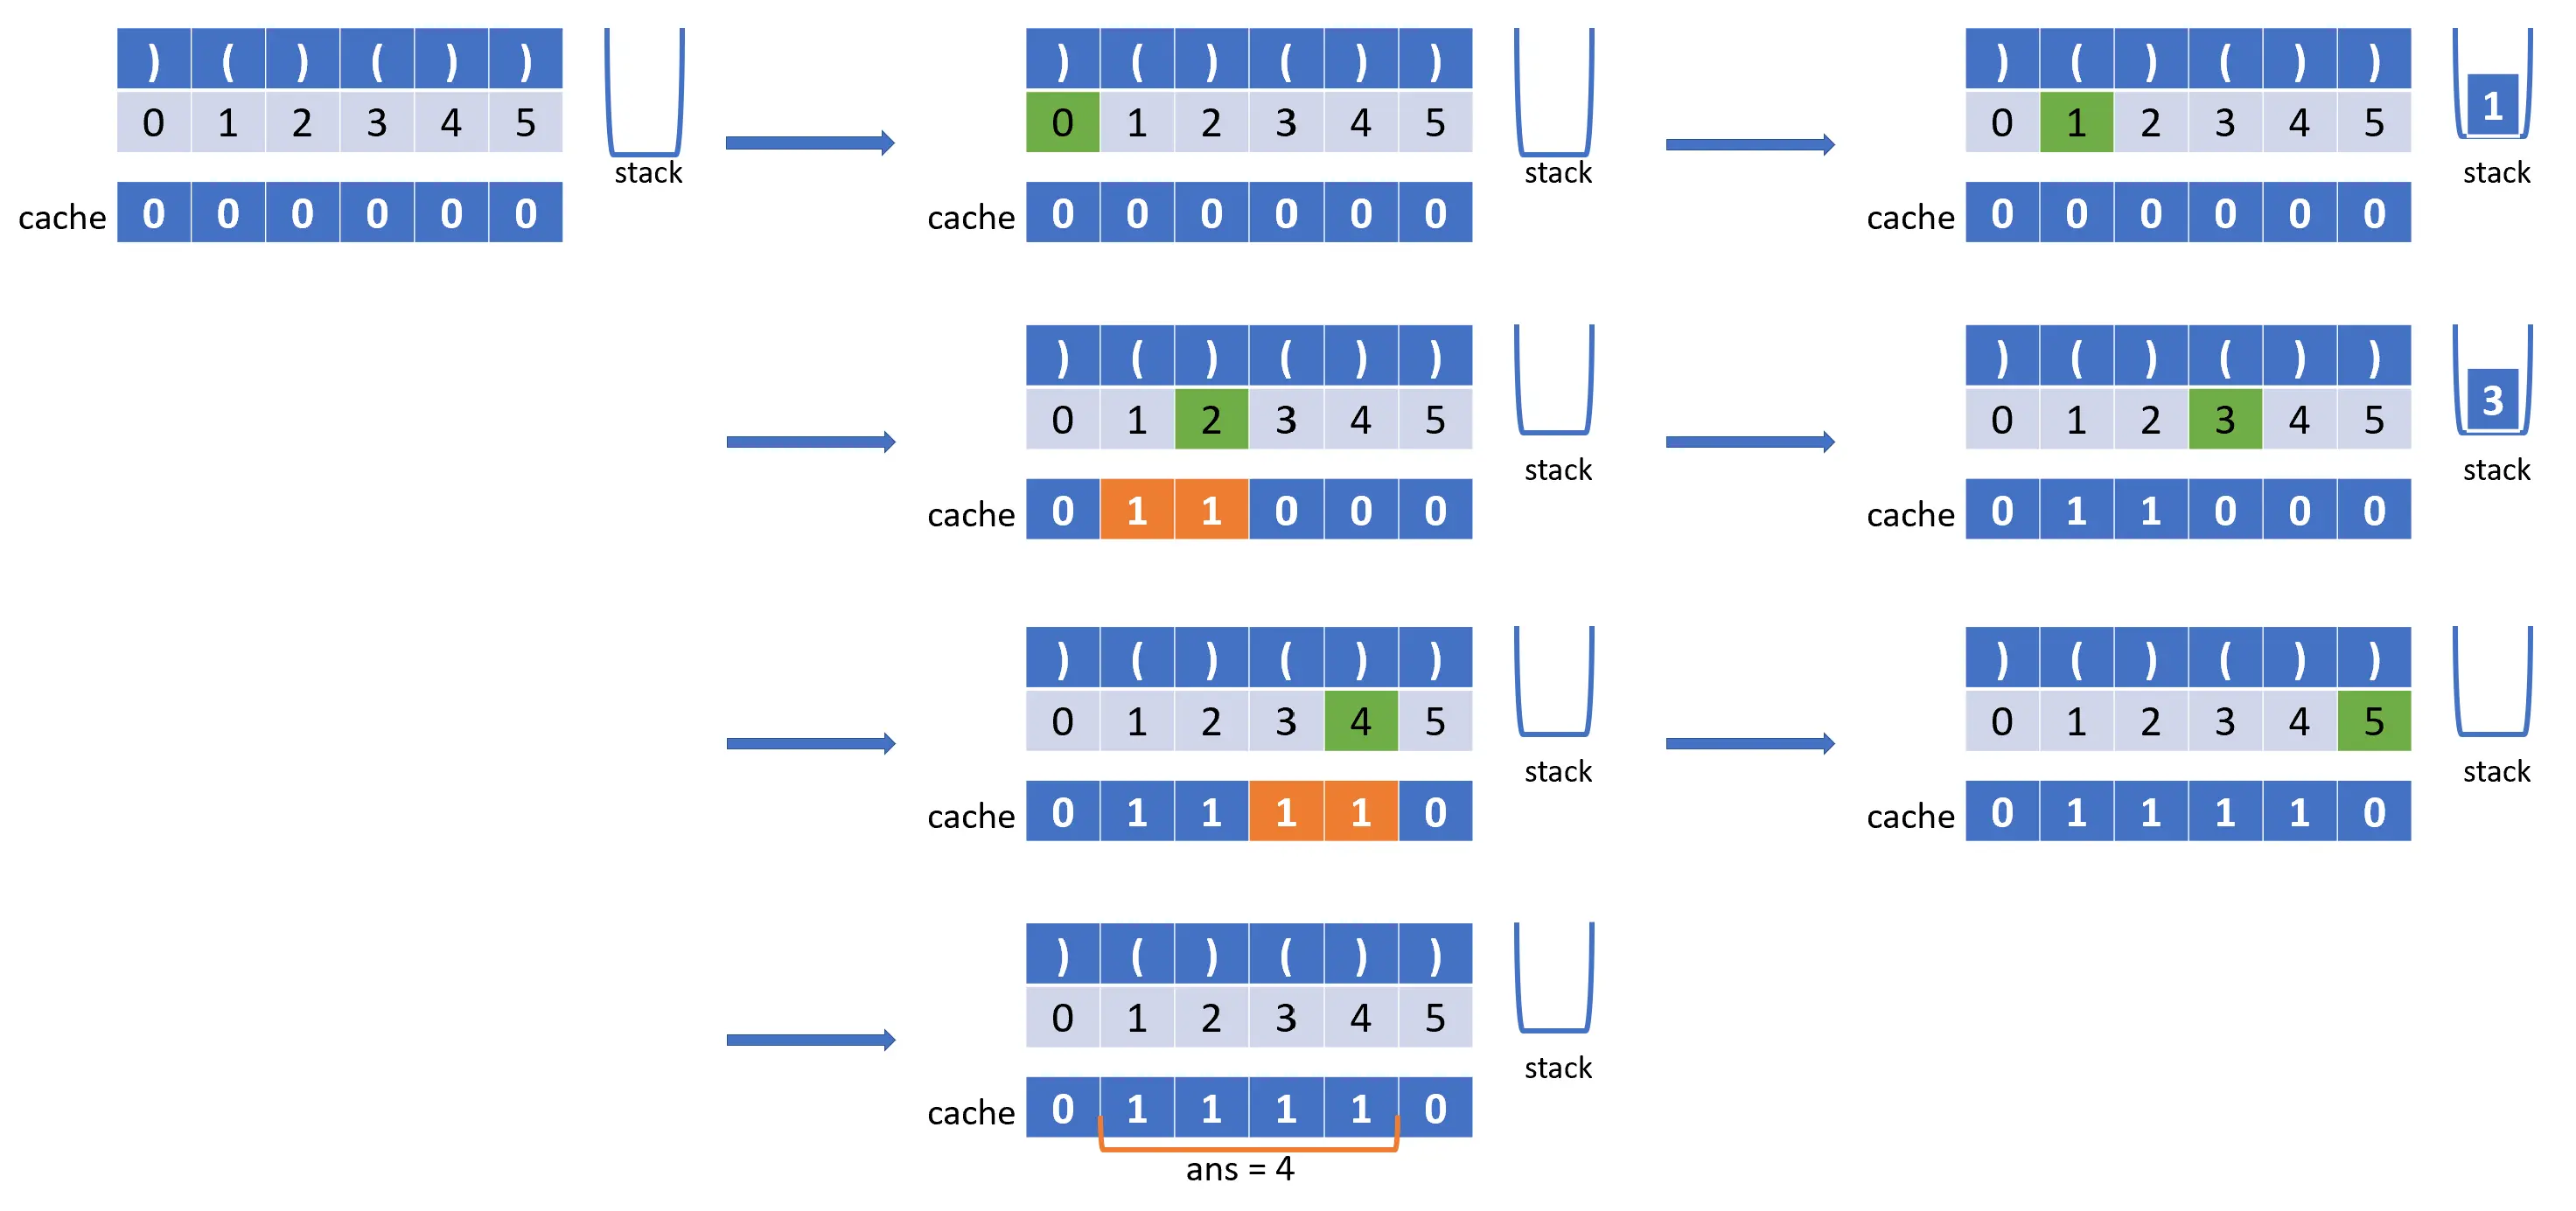 ) ( ) ( ) )
0 1 2 3 4 5
stack
cache 0 0 0 0 0 0
) ( ) ( ) )
0 1 2 3 4 5
stack
cache 0 0 0 0 0 0
) ( ) ( ) )
1
0 1 2 3 4 5
stack
cache 0 0 0 0 0 0
) ( ) ( ) )
0 1 2 3 4 5
stack
cache 0 1 1 0 0 0
) ( ) ( ) )
3
0 1 2 3 4 5
stack
cache 0 1 1 0 0 0
) ( ) ( ) )
0 1 2 3 4 5
stack
cache 0 1 1 1 1 0
) ( ) ( ) )
0 1 2 3 4 5
stack
cache 0 1 1 1 1 0
) ( ) ( ) )
0 1 2 3 4 5
stack
cache 0 1 1 1 1 0
ans = 4